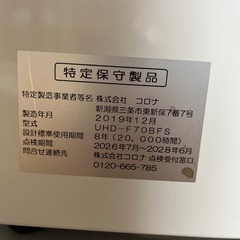 特定保守製品
特定製造事業者等名 株式会社 コロナ
新潟県三条市東新保7番7号
製造年月 2019年12月
型式 UHD-F70BFS
設計標準使用期間 8年(20,000時間)
点検期間 2026年7月～2028年6月
問合せ連絡先 株式会社コロナ 点検受付窓口
0120-665-785